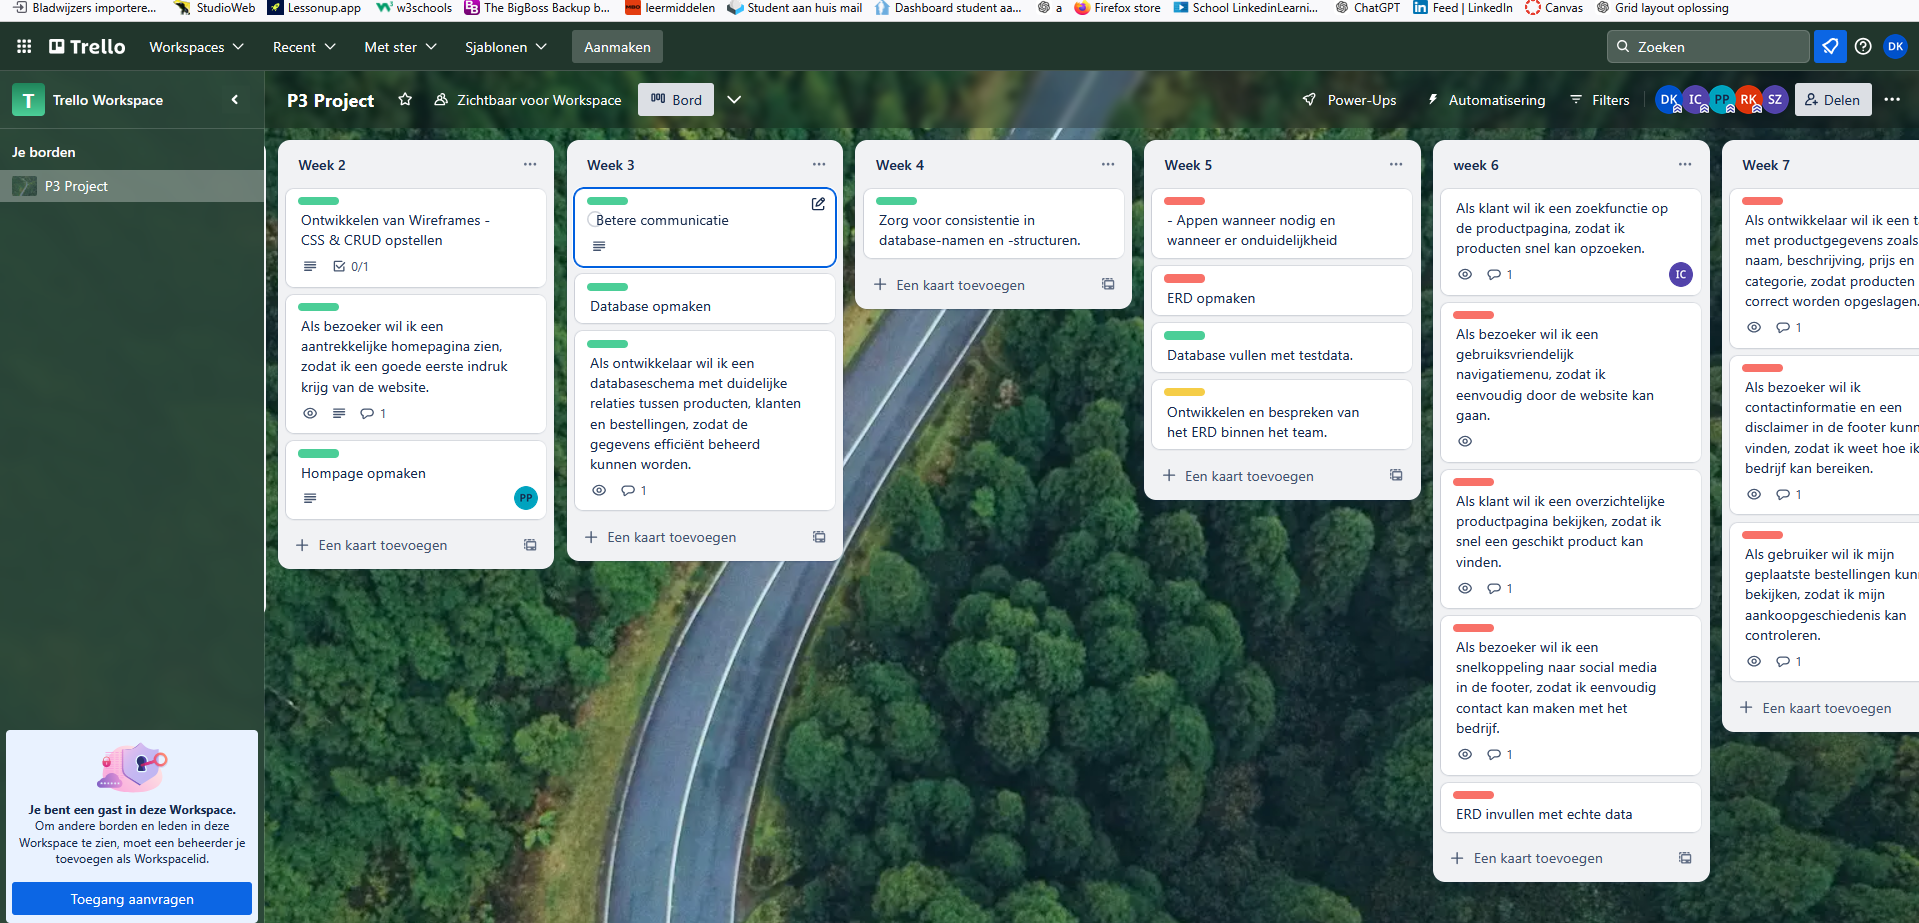 Bladwijzers importere...
StudioWeb
Lessonup.app
w3schools
The BigBoss Backup b...
leermiddelen
Student aan huis mail
Dashboard student aa...
a
Firefox store
School LinkedinLearni...
ChatGPT
Feed | LinkedIn
Canvas
Grid layout oplossing
Trello
Workspaces
Recent
Met ster
Sjablonen
Aanmaken
Zoeken
DK
T
Trello Workspace
P3 Project
Zichtbaar voor Workspace
Bord
Power-Ups
Automatisering
Filters
DK
IC
PP
RK
SZ
Delen
Je borden
P3 Project
Week 2
Ontwikkelen van Wireframes -
CSS & CRUD opstellen
0/1
Als bezoeker wil ik een
aantrekkelijke homepagina zien,
zodat ik een goede eerste indruk
krijg van de website.
1
Hompage opmaken
PP
Een kaart toevoegen
Week 3
Betere communicatie
Database opmaken
Als ontwikkelaar wil ik een
databaseschema met duidelijke
relaties tussen producten, klanten
en bestellingen, zodat de
gegevens efficiënt beheerd
kunnen worden.
1
Een kaart toevoegen
Week 4
Zorg voor consistentie in
database-namen en -structuren.
Een kaart toevoegen
Week 5
- Appen wanneer nodig en
wanneer er onduidelijkheid
ERD opmaken
Database vullen met testdata.
Ontwikkelen en bespreken van
het ERD binnen het team.
Een kaart toevoegen
week 6
Als klant wil ik een zoekfunctie op
de productpagina, zodat ik
producten snel kan opzoeken.
1
IC
Als bezoeker wil ik een
gebruiksvriendelijk
navigatiemenu, zodat ik
eenvoudig door de website kan
gaan.
Als klant wil ik een overzichtelijke
productpagina bekijken, zodat ik
snel een geschikt product kan
vinden.
1
Als bezoeker wil ik een
snelkoppeling naar social media
in de footer, zodat ik eenvoudig
contact kan maken met het
bedrijf.
1
ERD invullen met echte data
Een kaart toevoegen
Week 7
Als ontwikkelaar wil ik een
met productgegevens zoals
naam, beschrijving, prijs en
categorie, zodat producten
correct worden opgeslagen.
1
Als bezoeker wil ik
contactinformatie en een
disclaimer in de footer kunn
vinden, zodat ik weet hoe ik
bedrijf kan bereiken.
1
Als gebruiker wil ik mijn
geplaatste bestellingen kun
bekijken, zodat ik mijn
aankoopgeschiedenis kan
controleren.
1
Een kaart toevoegen
Je bent een gast in deze Workspace.
Om andere borden en leden in deze
Workspace te zien, moet een beheerder je
toevoegen als Workspacelid.
Toegang aanvragen